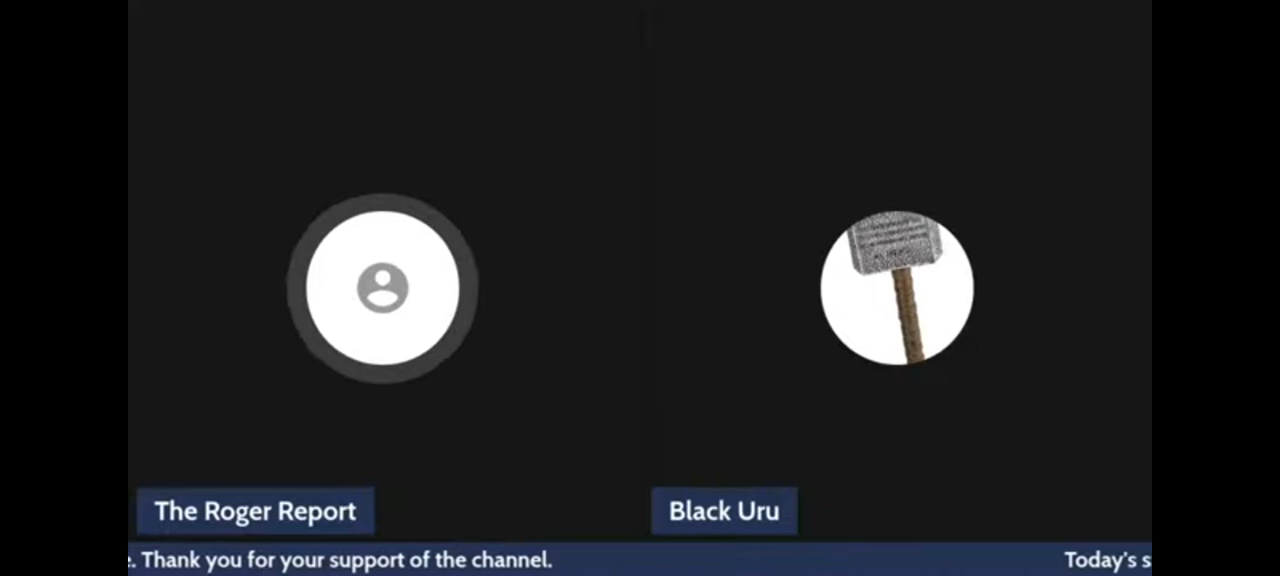 The Roger Report
Black Uru
e. Thank you for your support of the channel.
Today's s